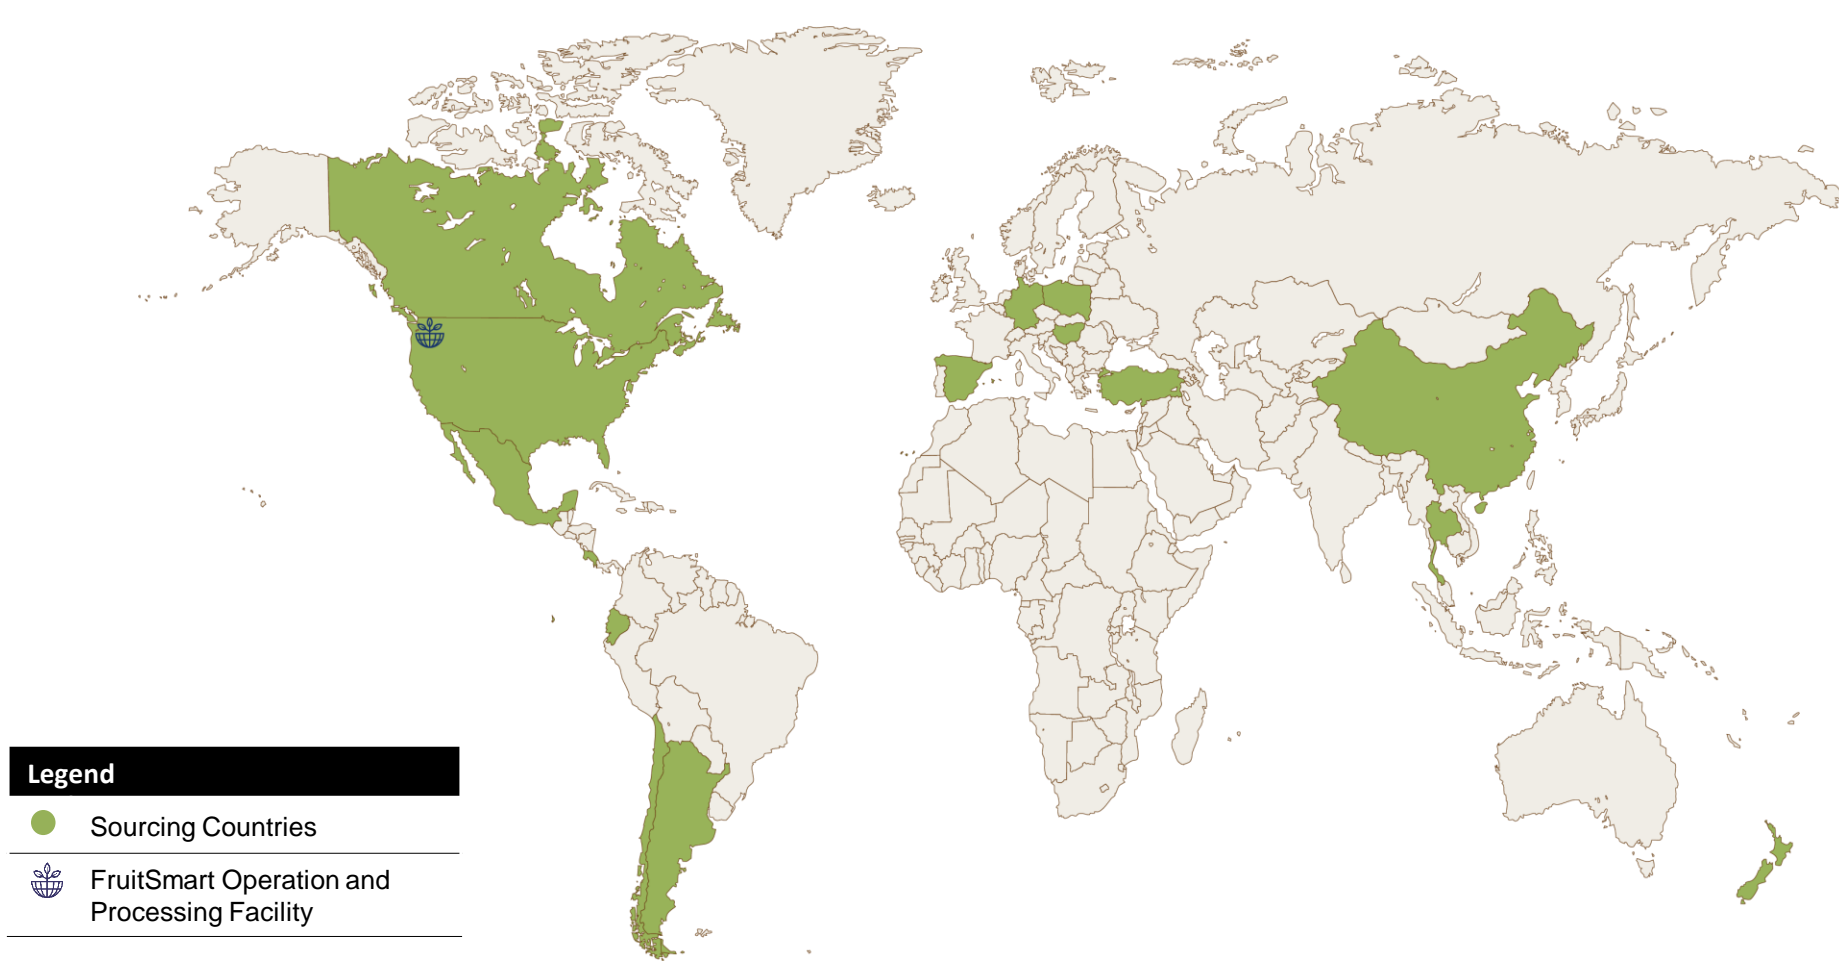 Legend
Sourcing Countries
FruitSmart Operation and
Processing Facility